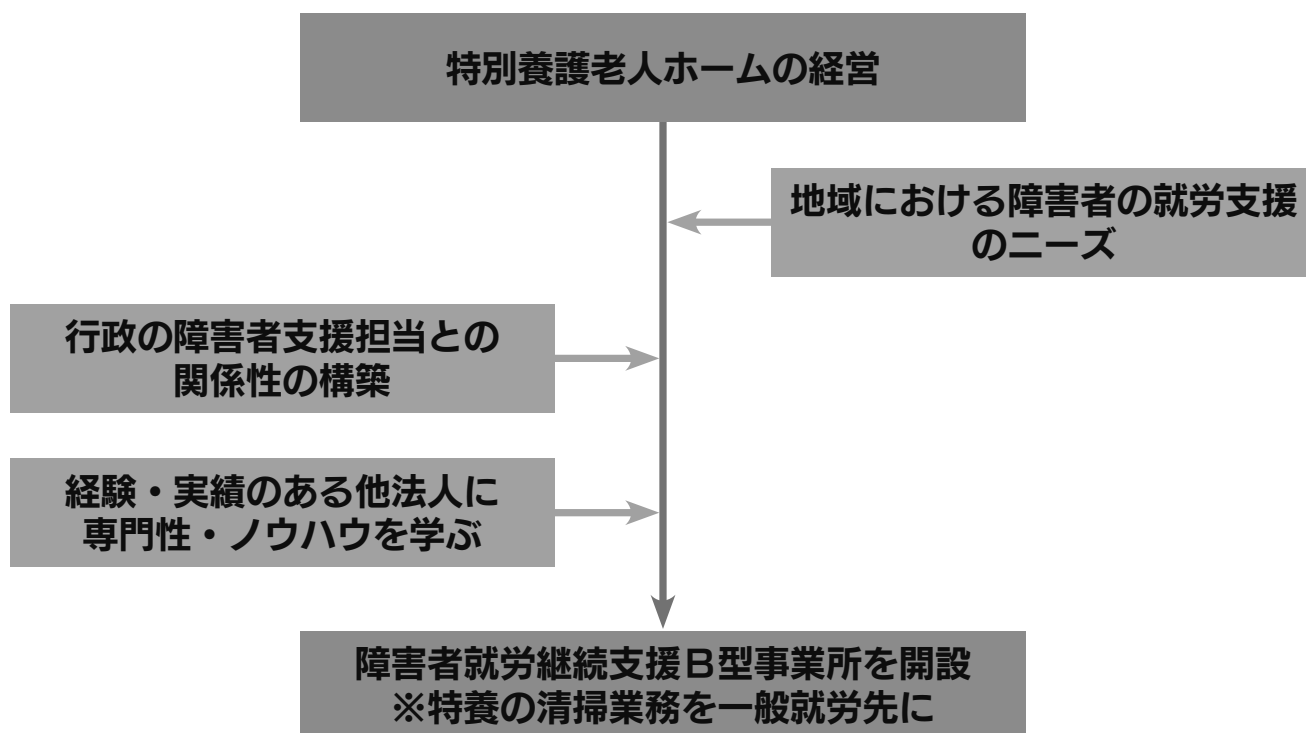 特別養護老人ホームの経営
地域における障害者の就労支援
のニーズ
行政の障害者支援担当との
関係性の構築
経験・実績のある他法人に
専門性・ノウハウを学ぶ
障害者就労継続支援B型事業所を開設
※特養の清掃業務を一般就労先に